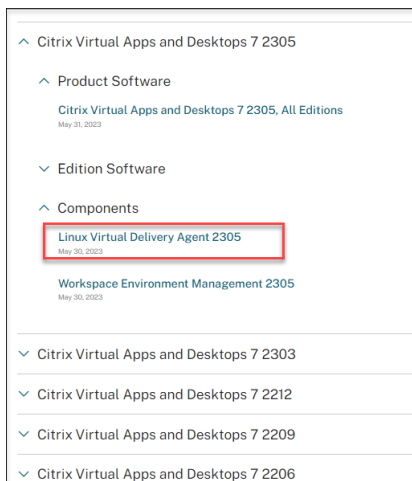 Citrix Virtual Apps and Desktops 7 2305
Product Software
Citrix Virtual Apps and Desktops 7 2305, All Editions
May 31, 2023
Edition Software
Components
Linux Virtual Delivery Agent 2305
May 30, 2023
Workspace Environment Management 2305
May 30, 2023
Citrix Virtual Apps and Desktops 7 2303
Citrix Virtual Apps and Desktops 7 2212
Citrix Virtual Apps and Desktops 7 2209
Citrix Virtual Apps and Desktops 7 2206